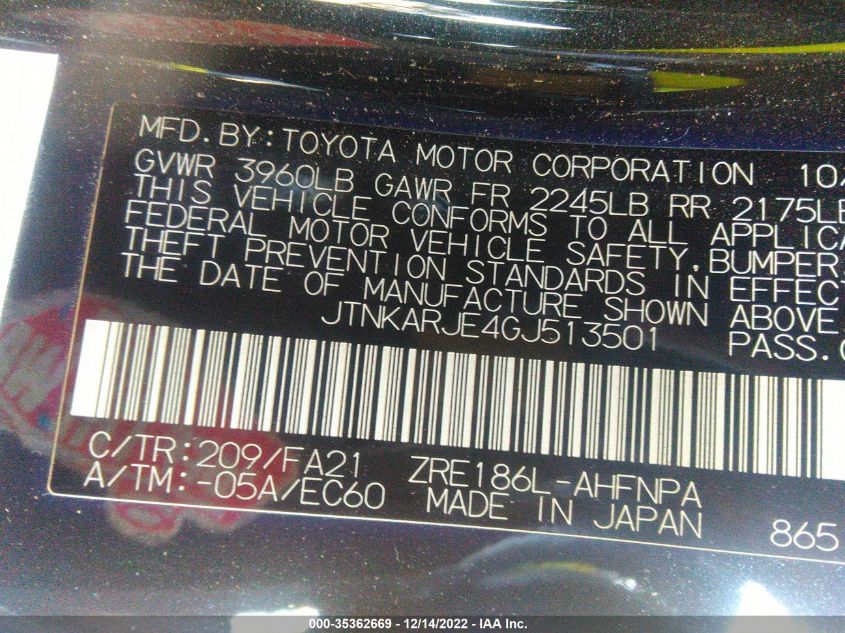 MFD.BY:TOYOTA MOTOR CORPORATION 10/
GVWR 3960LB GAWR FR 2245LB RR 2175LB
THIS VEHICLE CONFORMS TO ALL APPLICA
FEDERAL MOTOR VEHICLE SAFETY,BUMPER,
THEFT PREVENTION STANDARDS IN EFFECT
THE DATE OF MANUFACTURE SHOWN ABOVE.
JTNKARJE4GJ513501 PASS.C
C/TR:209/FA21 ZRE186L-AHFNPA
A/TM:-05A/EC60 MADE IN JAPAN 865
000-35362669 - 12/14/2022 - IAA Inc.